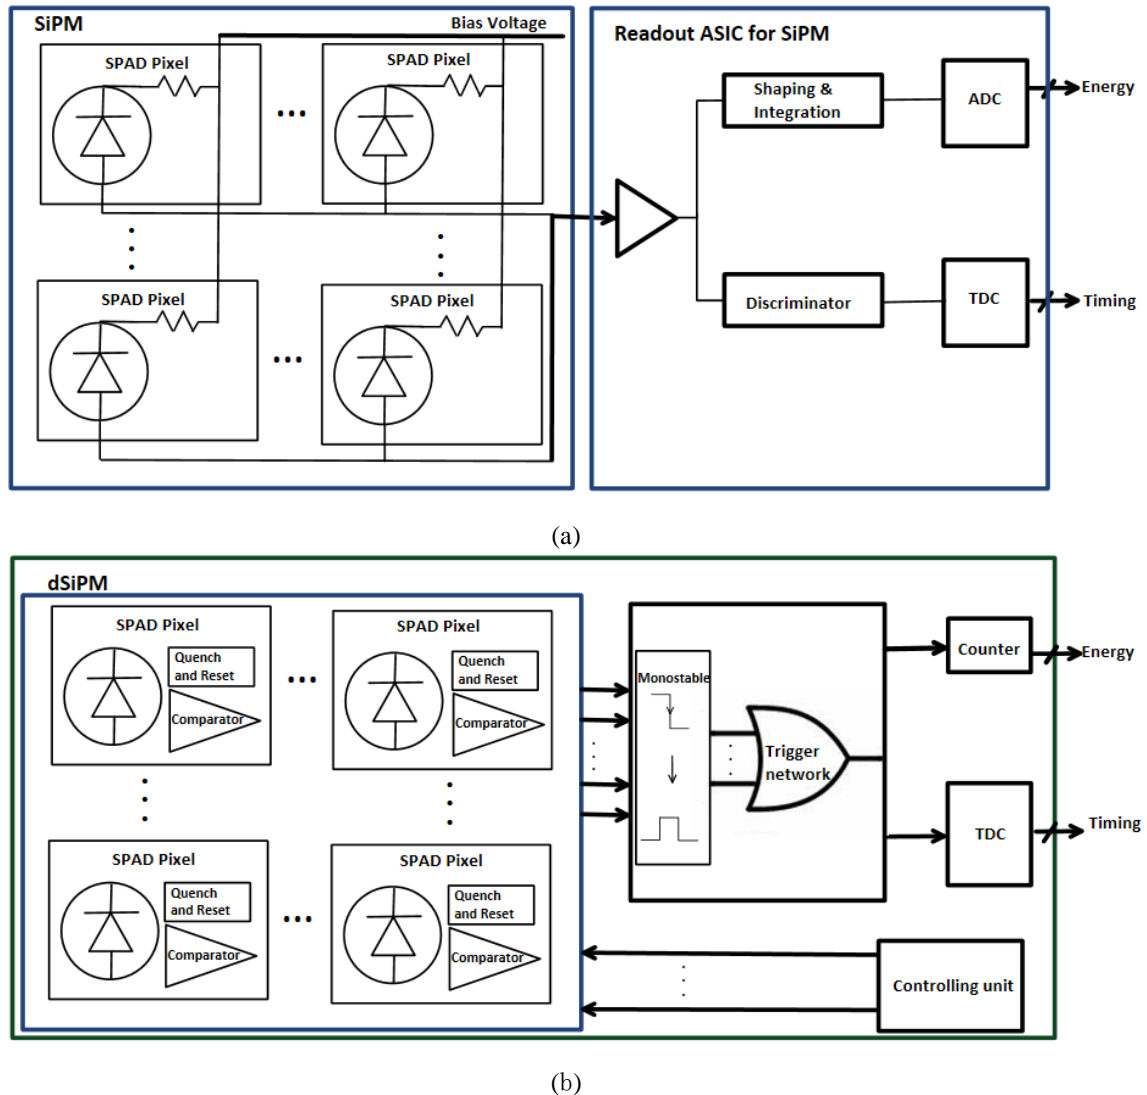 SiPM
Bias Voltage
SPAD Pixel
SPAD Pixel
SPAD Pixel
SPAD Pixel
Readout ASIC for SiPM
Shaping &
Integration
ADC
Energy
Discriminator
TDC
Timing
(a)
dSiPM
SPAD Pixel
Quench
and Reset
Comparator
SPAD Pixel
Quench
and Reset
Comparator
SPAD Pixel
Quench
and Reset
Comparator
SPAD Pixel
Quench
and Reset
Comparator
Monostable
Trigger
network
Counter
Energy
TDC
Timing
Controlling unit
(b)